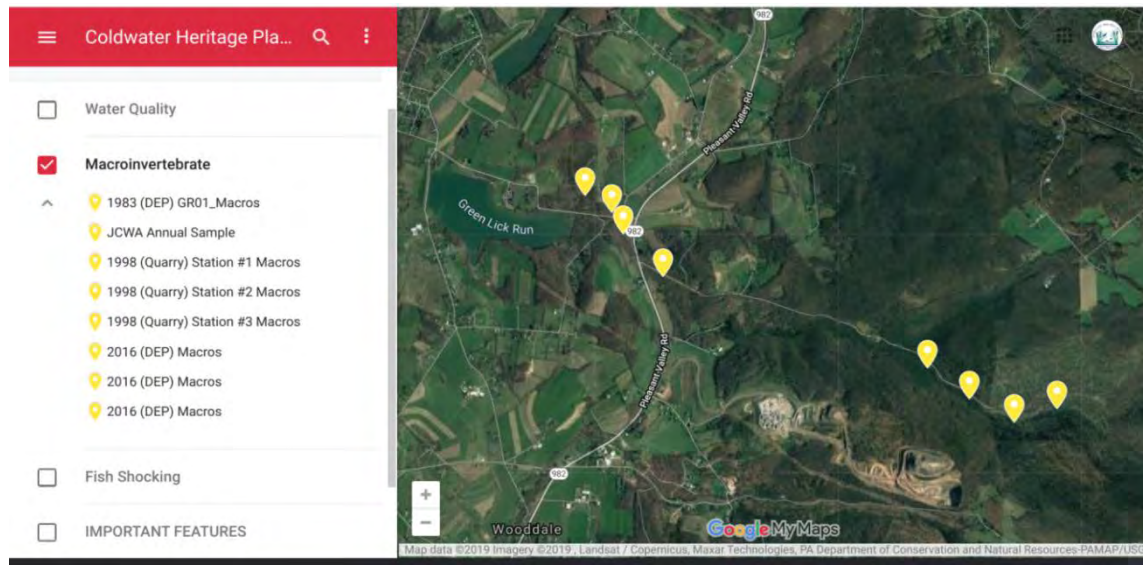 Coldwater Heritage Pla...
Water Quality
Macroinvertebrate
1983 (DEP) GR01_Macros
JCWA Annual Sample
1998 (Quarry) Station #1 Macros
1998 (Quarry) Station #2 Macros
1998 (Quarry) Station #3 Macros
2016 (DEP) Macros
2016 (DEP) Macros
2016 (DEP) Macros
Fish Shocking
IMPORTANT FEATURES
982
Pleasant Valley Rd
Green Lick Run
982
Pleasant Valley Rd
982
Wooddale
Google My Maps
Map data ©2019 Imagery ©2019 , Landsat / Copernicus, Maxar Technologies, PA Department of Conservation and Natural Resources-PAMAP/USG